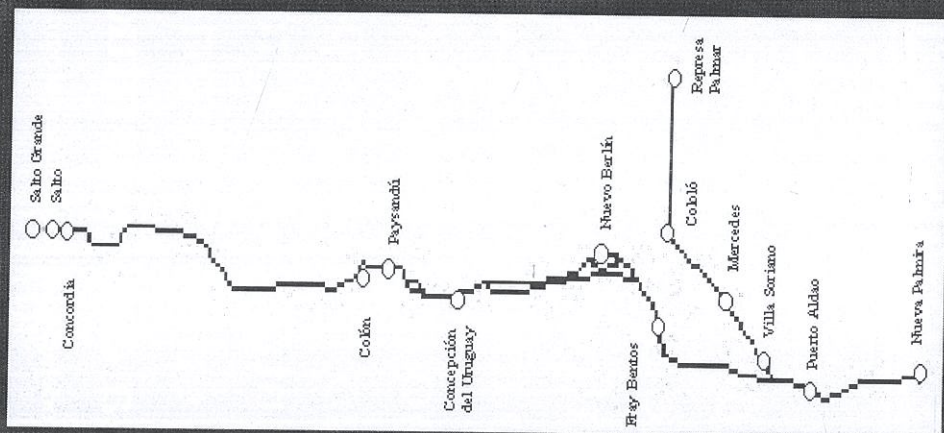 Salto Grande
Salto
Concordia
Colón
Paysandú
Concepción
del Uruguay
Nuevo Berlín
Fray Bentos
Represa
Palmar
Cololó
Mercedes
Villa Soriano
Puerto Aldao
Nueva Palmira